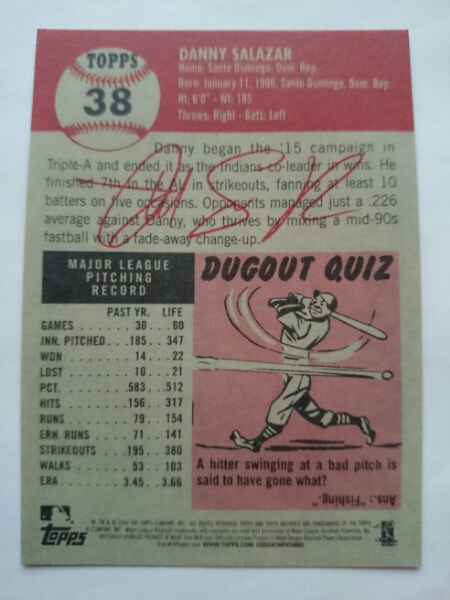 TOPPS
38
DANNY SALAZAR
Home: Santo Domingo, Dom. Rep.
Born: January 11, 1990, Santo Domingo, Dom. Rep.
Ht: 6'0" - Wt: 195
Throws: Right - Bats: Left
Danny began the '15 campaign in
Triple-A and ended it as the Indians co-leader in wins. He
finished 7th in the AL in strikeouts, fanning at least 10
batters on five occasions. Opponents managed just a .226
average against Danny, who thrives by mixing a mid-90s
fastball with a fade-away change-up.
MAJOR LEAGUE
PITCHING
RECORD
PAST YR. LIFE
GAMES 30 60
INN. PITCHED 185 347
WON 14 22
LOST 10 21
PCT. .583 .512
HITS 156 317
RUNS 79 154
ERN. RUNS 71 141
STRIKEOUTS 195 380
WALKS 53 103
ERA 3.45 3.66
DUGOUT QUIZ
A hitter swinging at a bad pitch is
said to have gone what?
Ans.: "Fishing."
Topps